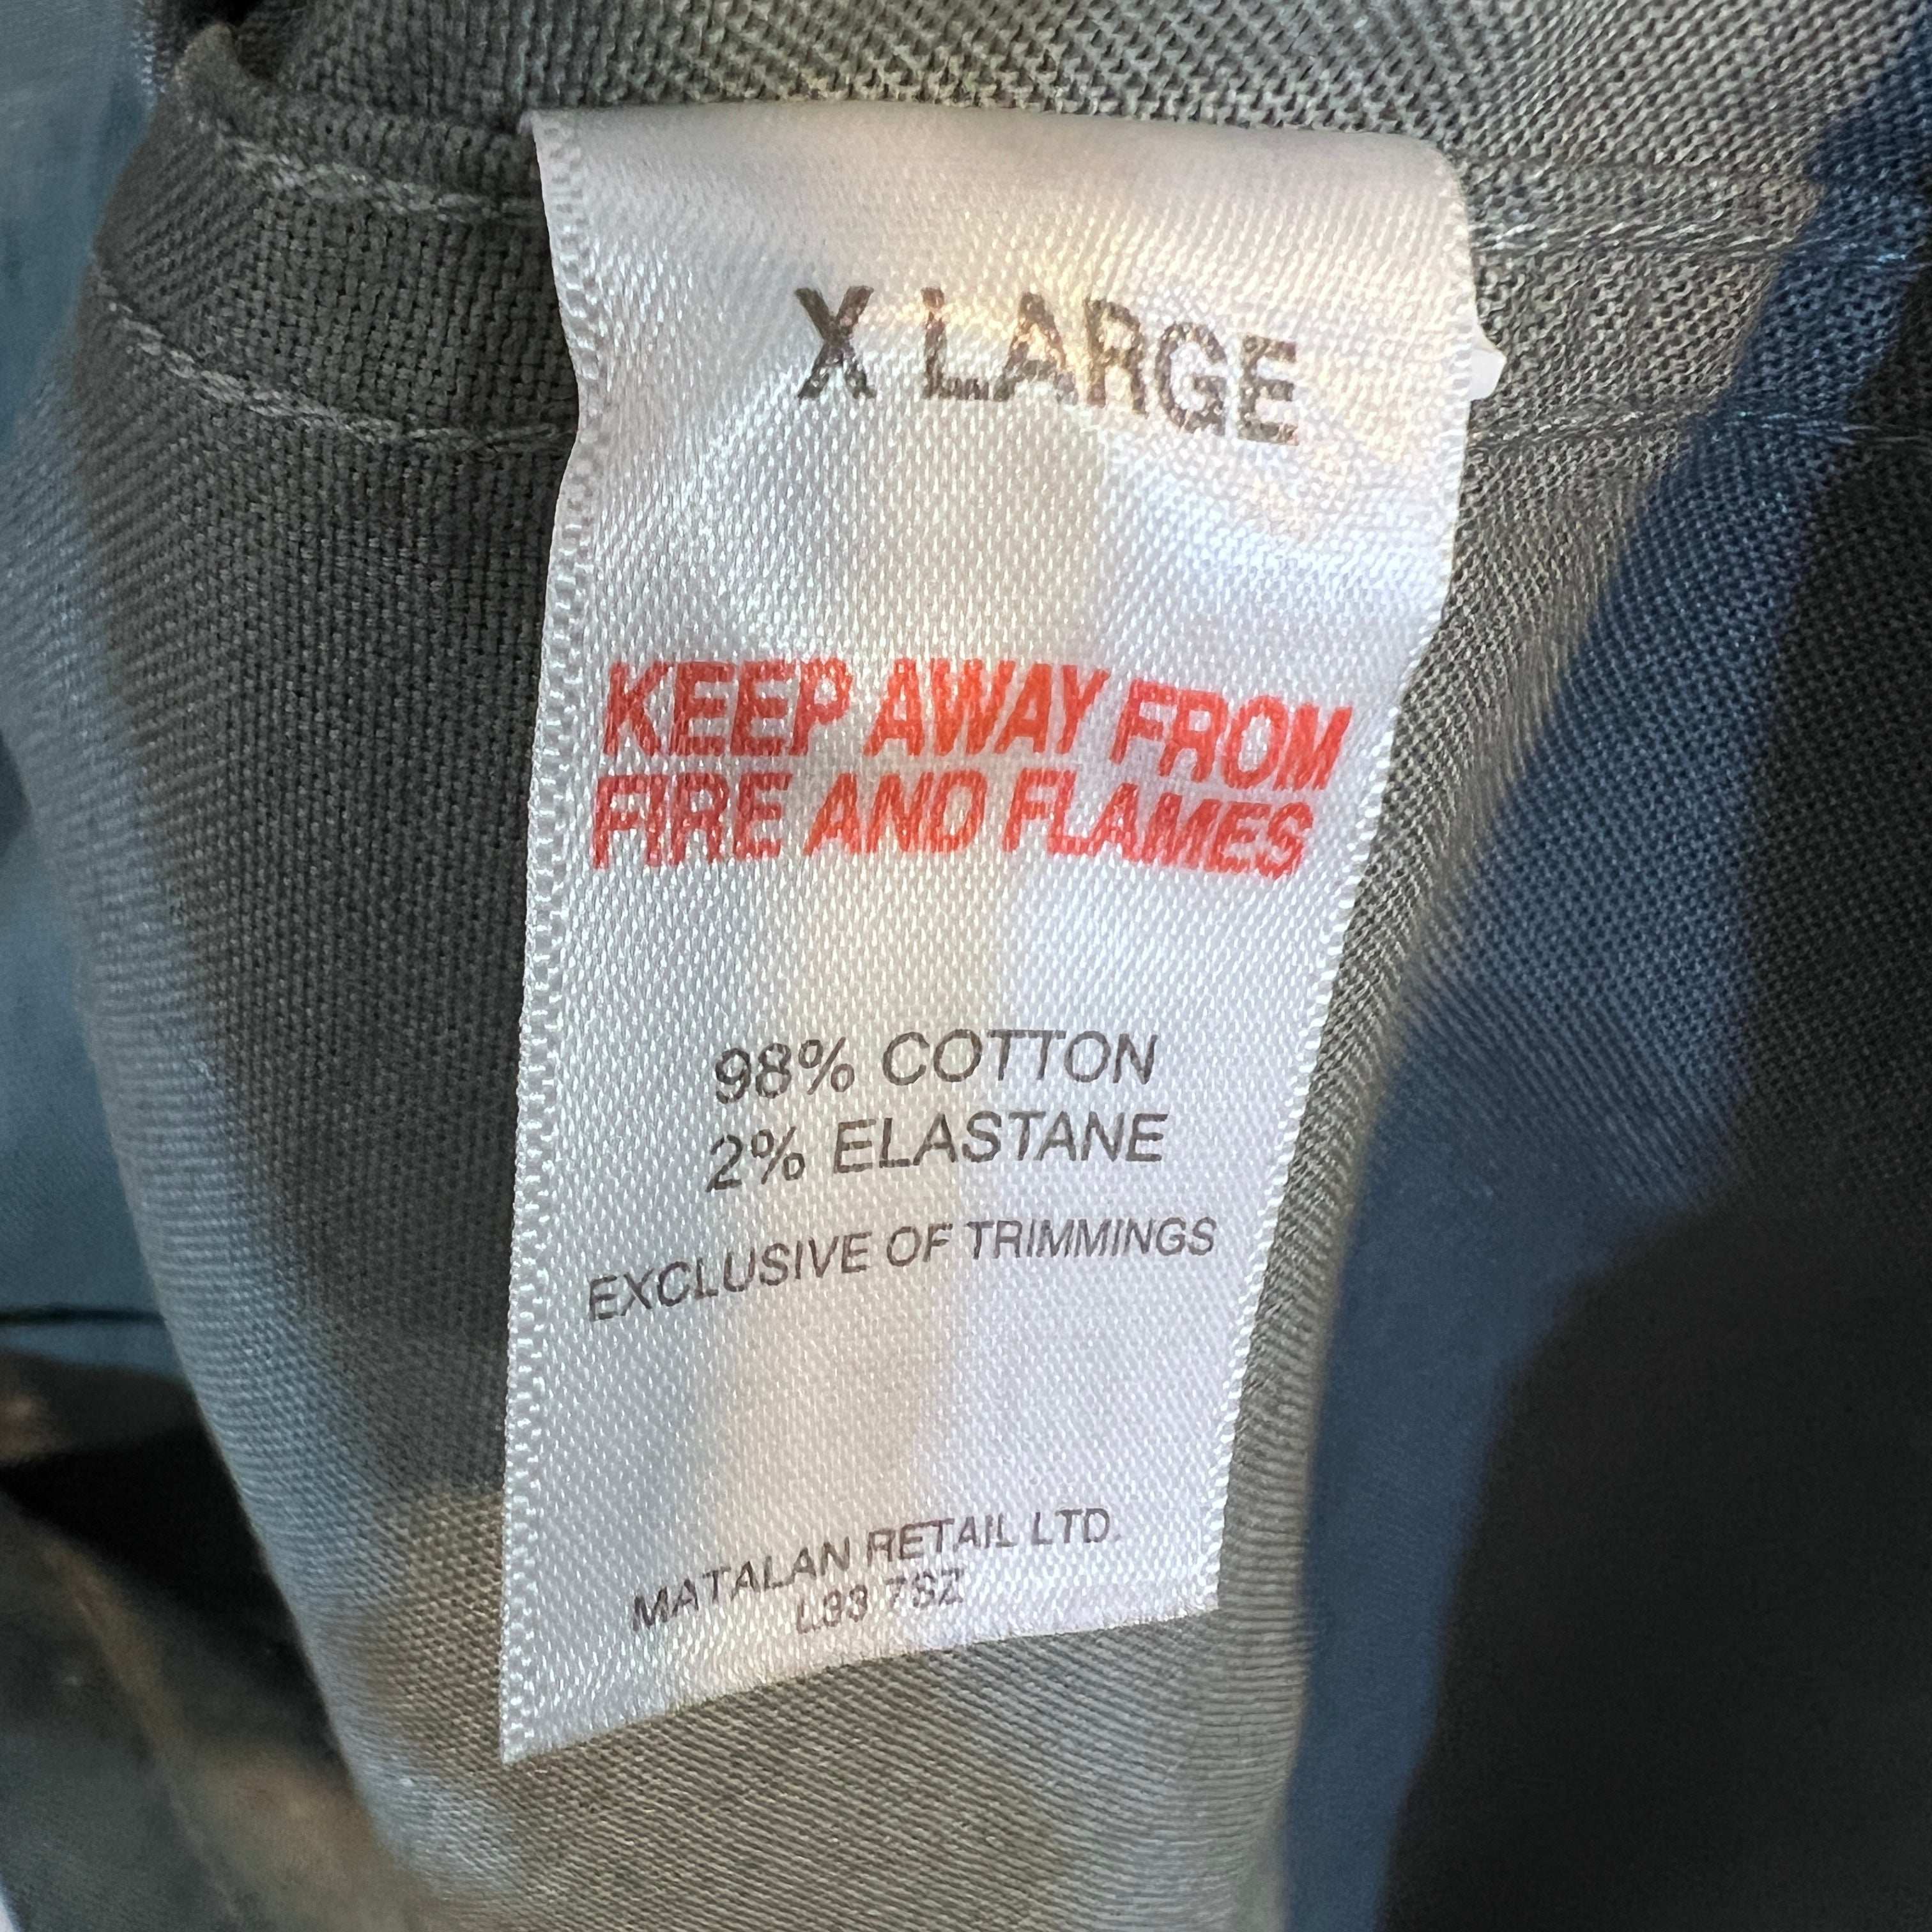 X LARGE
KEEP AWAY FROM
FIRE AND FLAMES
98% COTTON
2% ELASTANE
EXCLUSIVE OF TRIMMINGS
MATALAN RETAIL LTD.
L33 7SZ